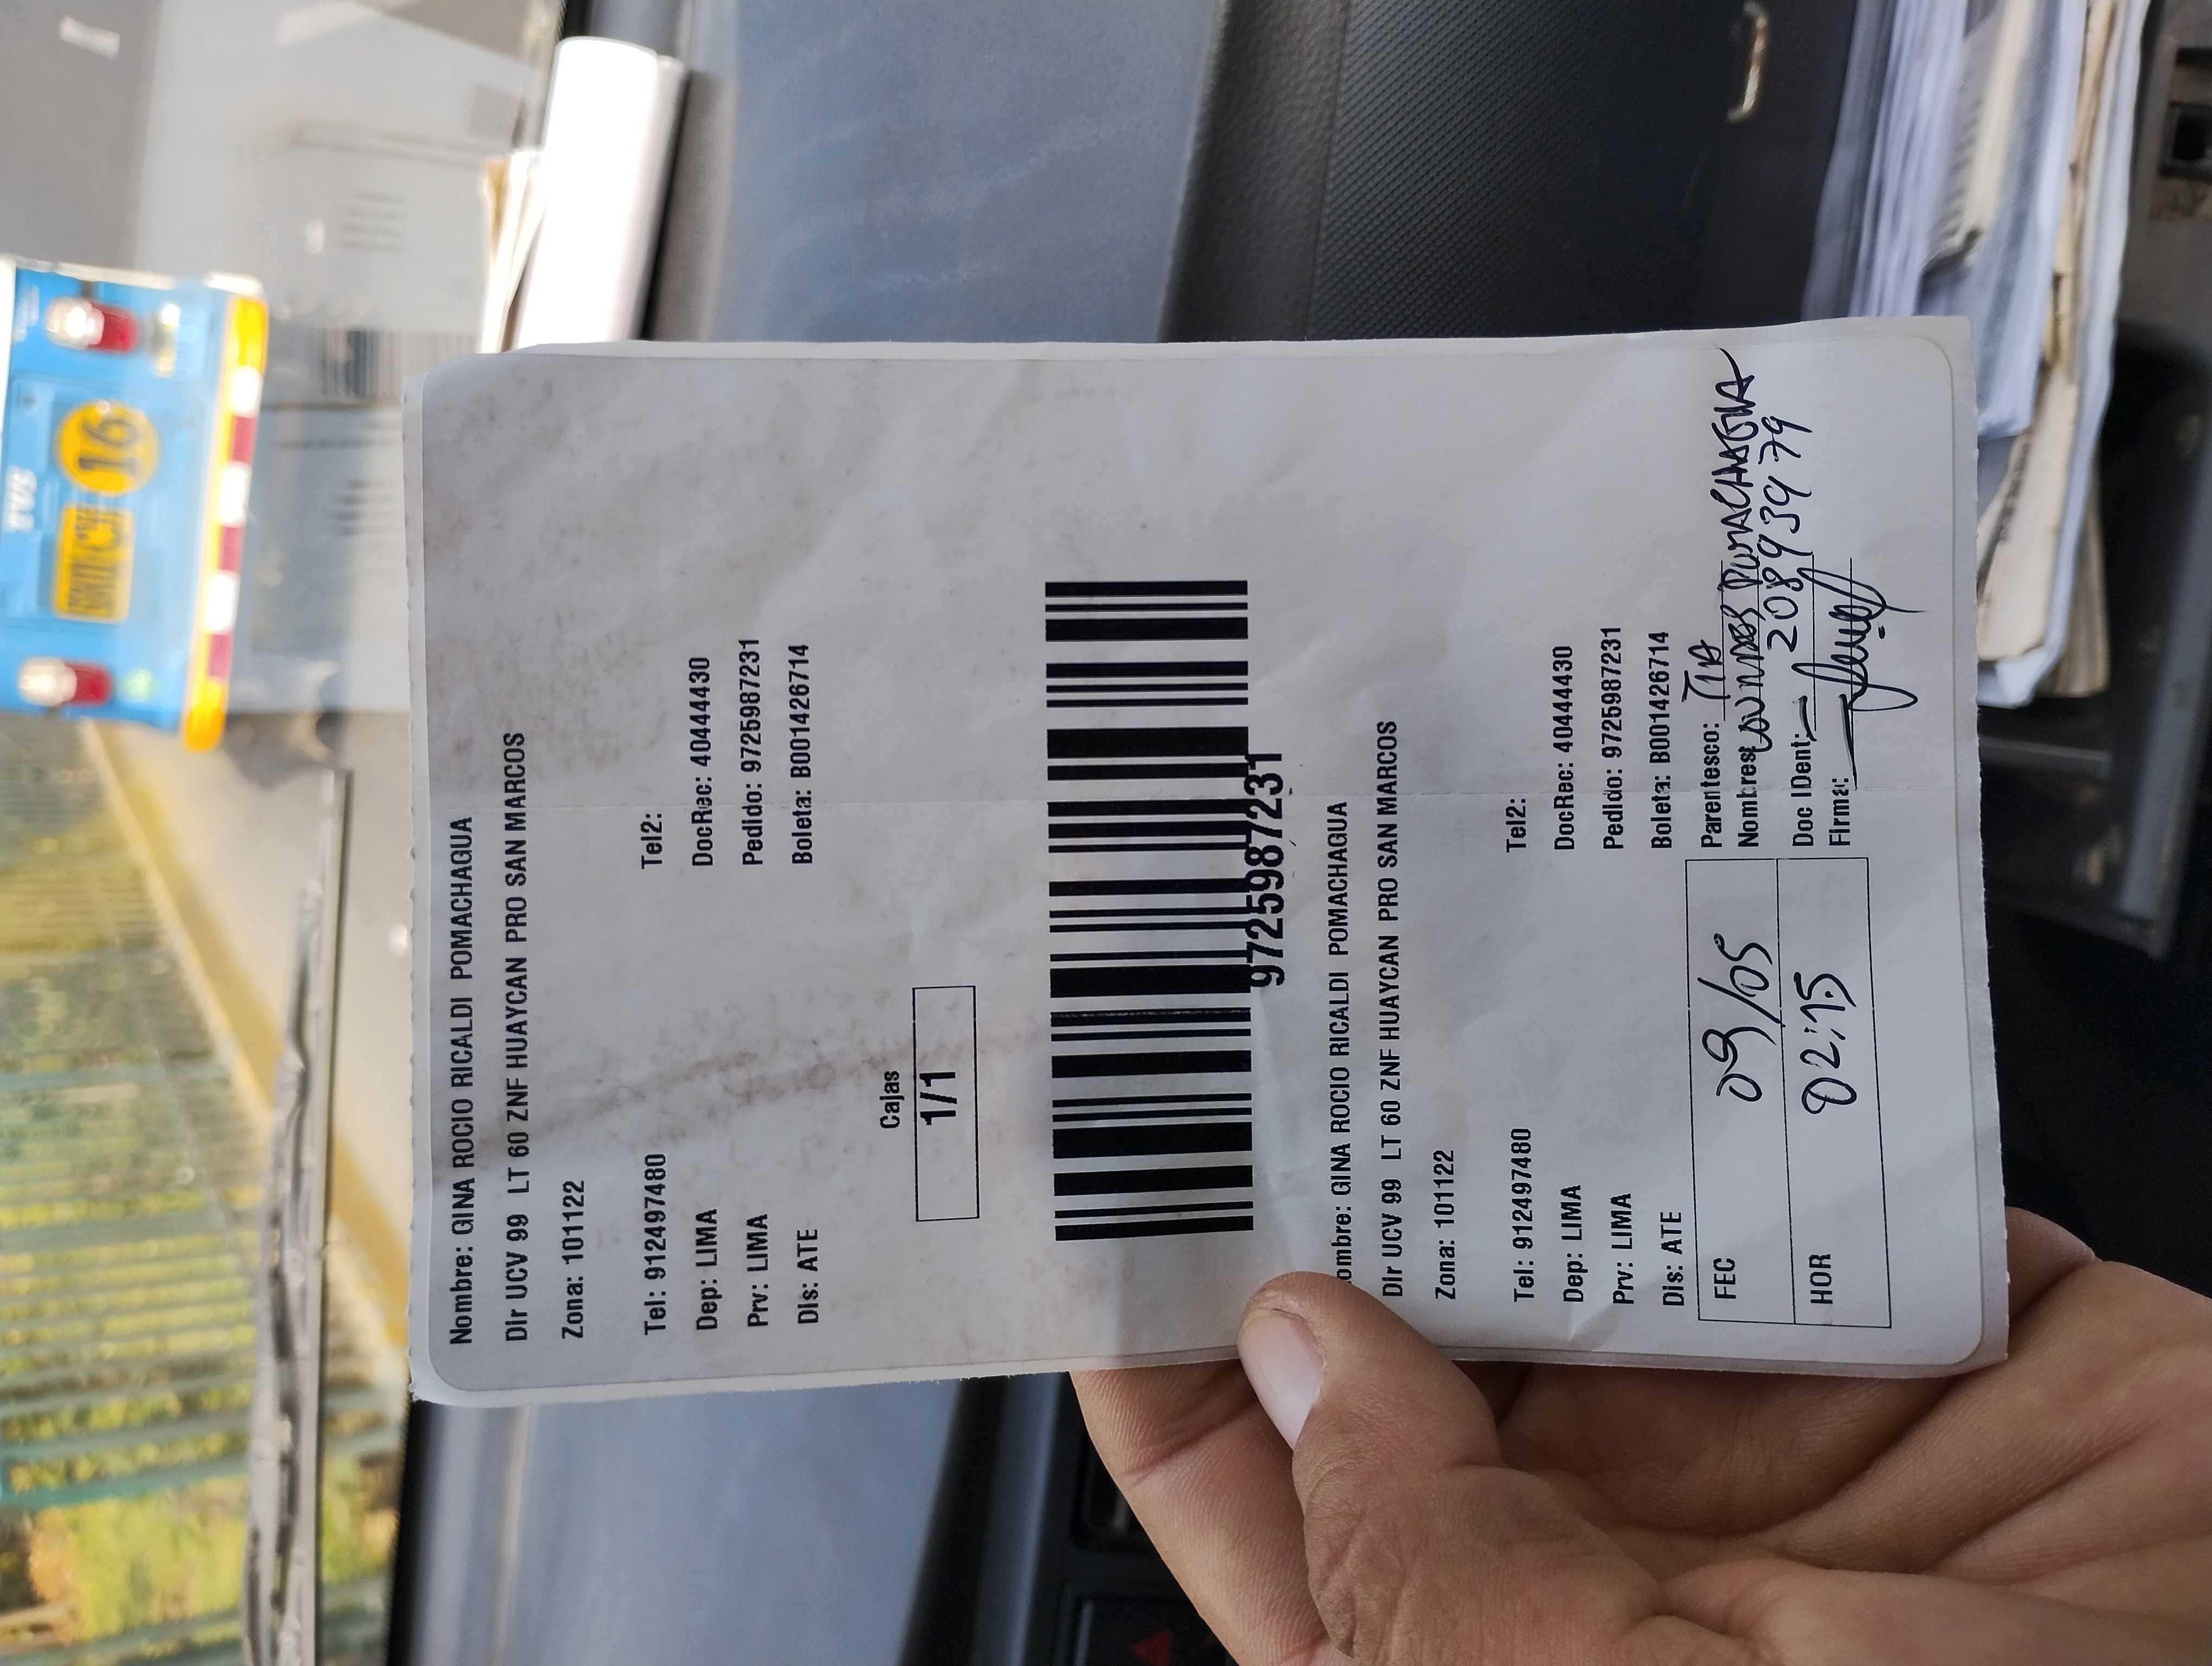 Nombre: GINA ROCIO RICALDI POMACHAGUA
Dir UCV 99 LT 60 ZNF HUAYCAN PRO SAN MARCOS
Zona: 101122
Tel: 912497480 Tel2:
Dep: LIMA DocRec: 40444430
Prv: LIMA Pedido: 9725987231
Dis: ATE Boleta: B001426714
Cajas
1/1
9725987231
ombre: GINA ROCIO RICALDI POMACHAGUA
Dir UCV 99 LT 60 ZNF HUAYCAN PRO SAN MARCOS
Zona: 101122
Tel: 912497480 Tel2:
Dep: LIMA DocRec: 40444430
Prv: LIMA Pedido: 9725987231
Dis: ATE Boleta: B001426714
FEC 09/05 Parentesco: TIA
Nombres: POMACHAGUA
HOR 02:15 Doc IDent: 20893979
Firma:
16